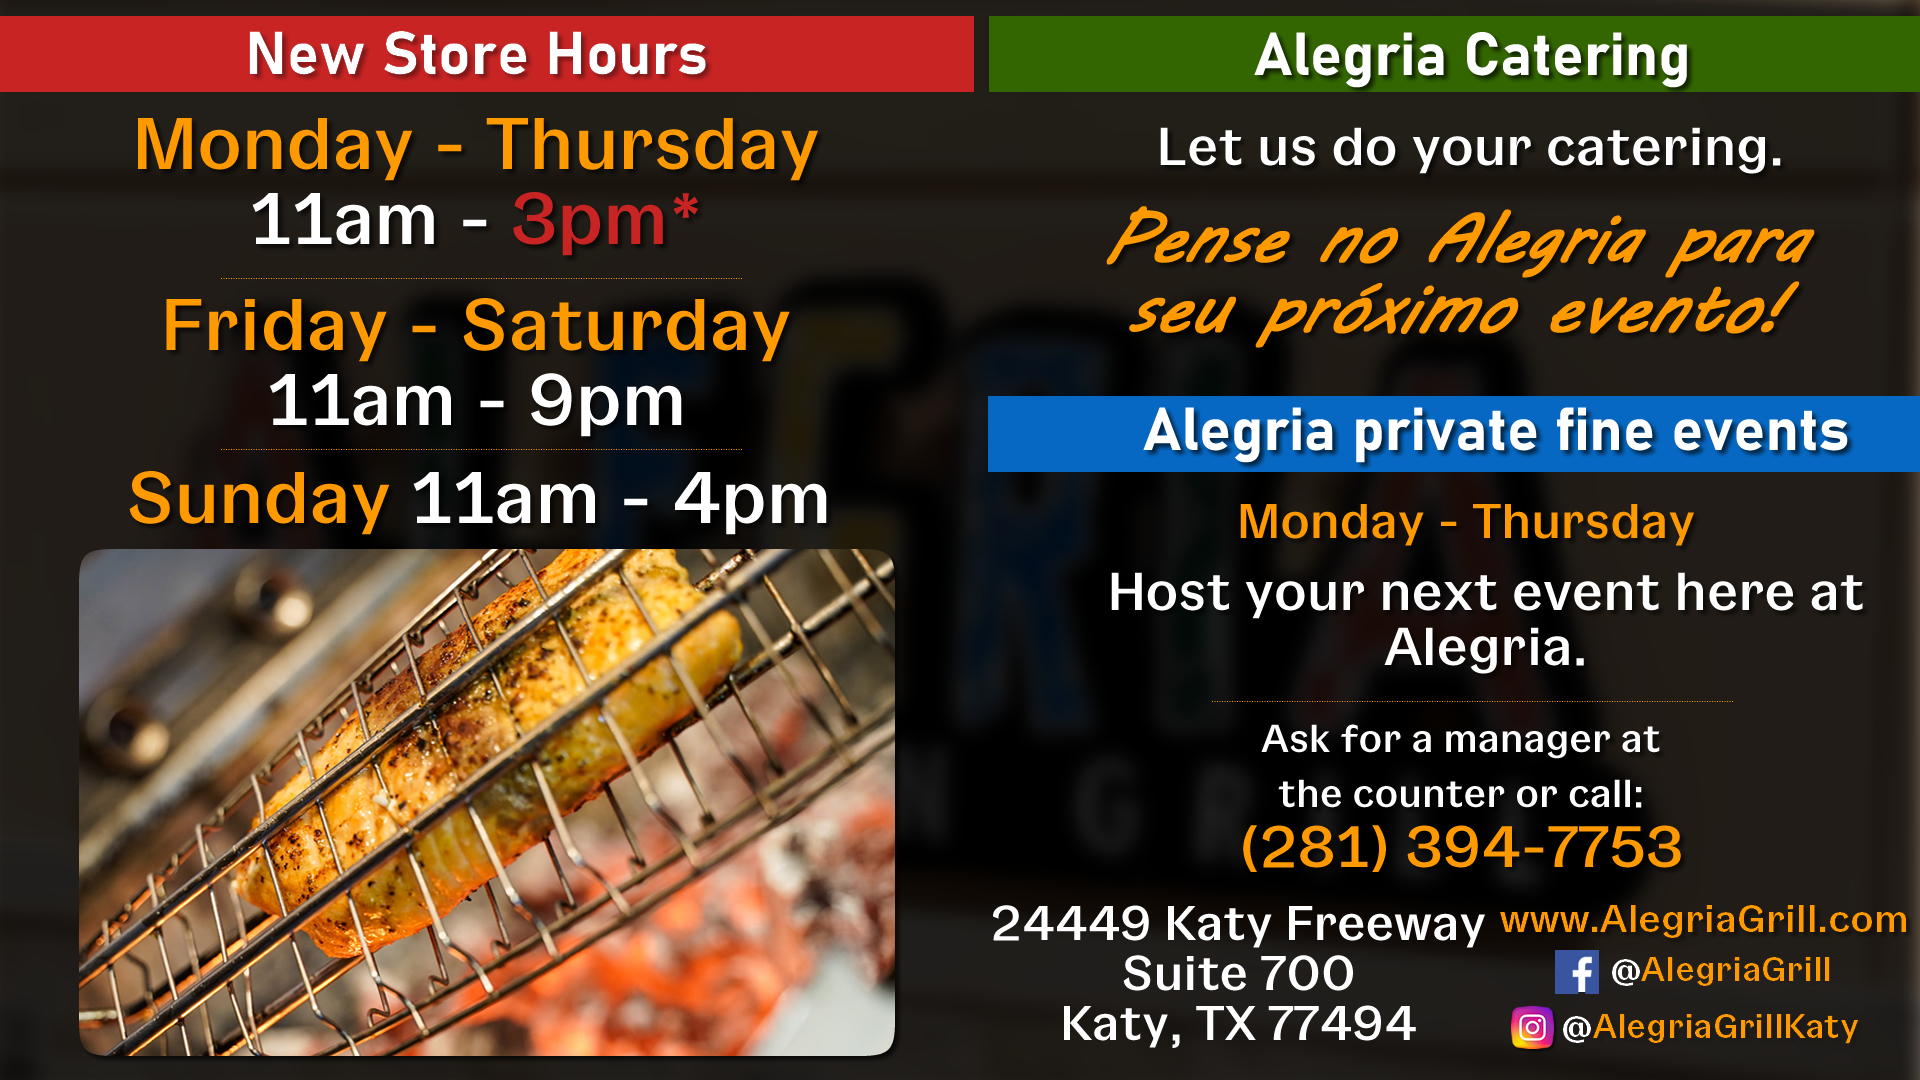 New Store Hours
Monday - Thursday
11am - 3pm*
Friday - Saturday
11am - 9pm
Sunday 11am - 4pm
Alegria Catering
Let us do your catering.
Pense no Alegria para
seu próximo evento!
Alegria private fine events
Monday - Thursday
Host your next event here at
Alegria.
Ask for a manager at
the counter or call:
(281) 394-7753
24449 Katy Freeway
Suite 700
Katy, TX 77494
www.AlegriaGrill.com
@AlegriaGrill
@AlegriaGrillKaty